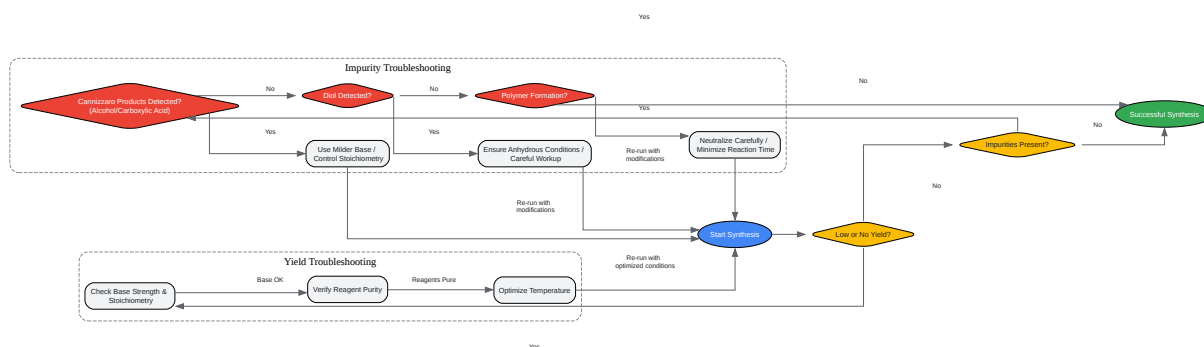 Yes
Impurity Troubleshooting
No
Cannizzaro Products Detected?
(Alcohol/Carboxylic Acid)
No
Diol Detected?
No
Polymer Formation?
Yes
Successful Synthesis
No
Yes
Yes
Use Milder Base /
Control Stoichiometry
Ensure Anhydrous Conditions /
Careful Workup
Re-run with
modifications
Neutralize Carefully /
Minimize Reaction Time
Impurities Present?
No
Re-run with
modifications
Start Synthesis
Low or No Yield?
Yield Troubleshooting
Re-run with
optimized conditions
Base OK
Reagents Pure
Check Base Strength &
Stoichiometry
Verify Reagent Purity
Optimize Temperature
Yes